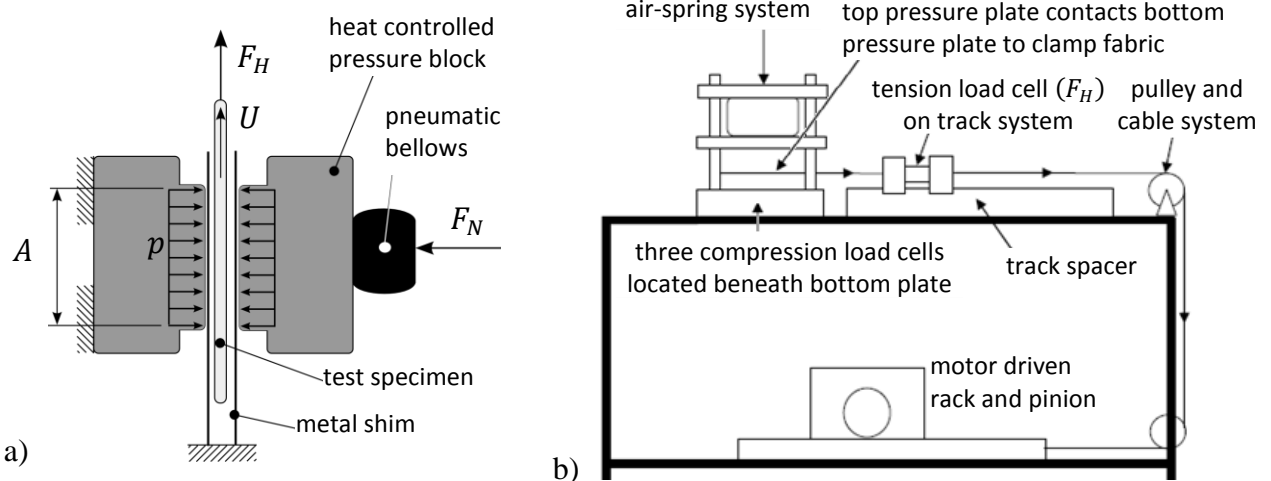 heat controlled
pressure block
F_H
U
pneumatic
bellows
A
p
F_N
test specimen
metal shim
a)
air-spring system
top pressure plate contacts bottom
pressure plate to clamp fabric
tension load cell (F_H)
on track system
pulley and
cable system
three compression load cells
located beneath bottom plate
track spacer
motor driven
rack and pinion
b)